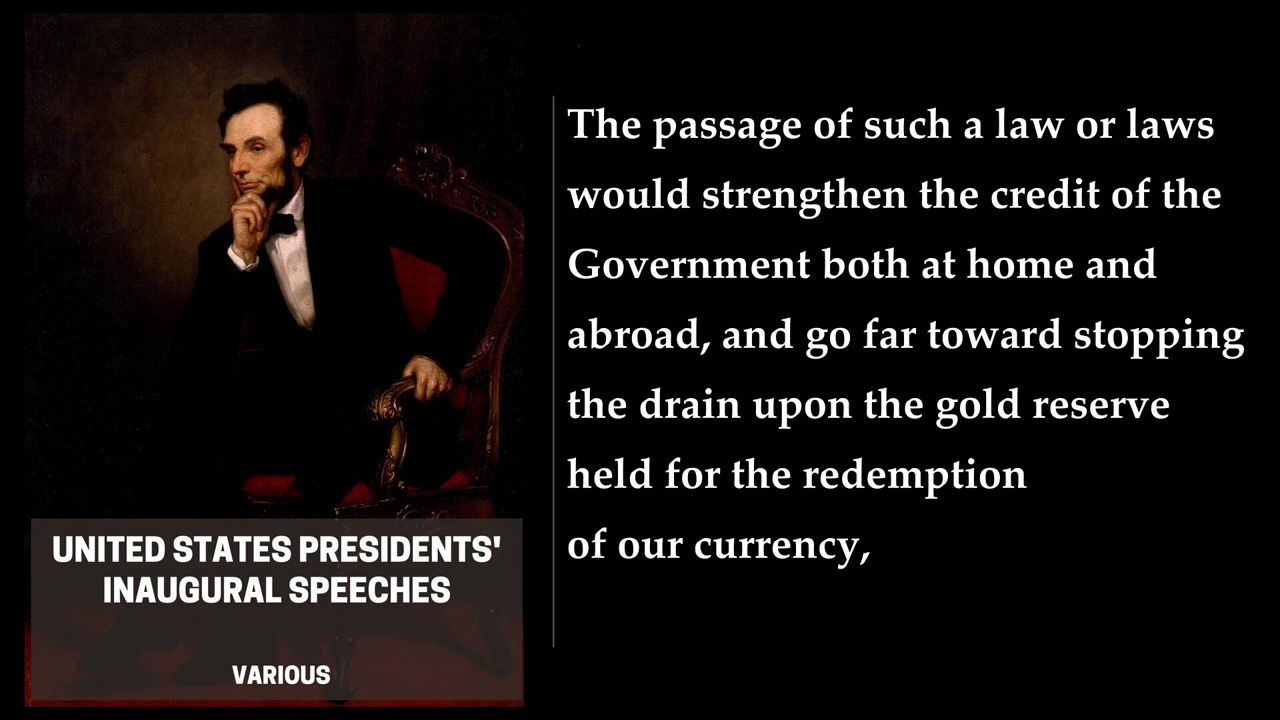 The passage of such a law or laws
would strengthen the credit of the
Government both at home and
abroad, and go far toward stopping
the drain upon the gold reserve
held for the redemption
of our currency,
UNITED STATES PRESIDENTS'
INAUGURAL SPEECHES
VARIOUS